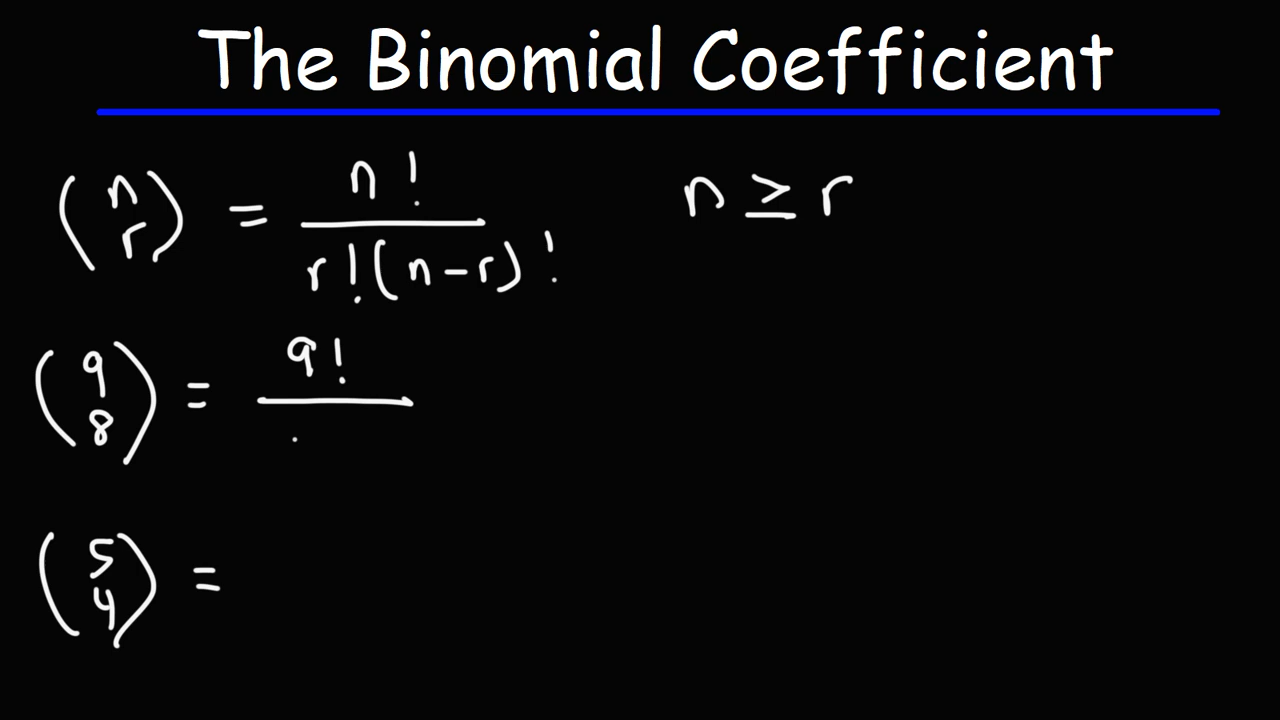 The Binomial Coefficient
(n r) = n! / r!(n-r)!   n ≥ r
(9 8) = 9! /
(5 4) =